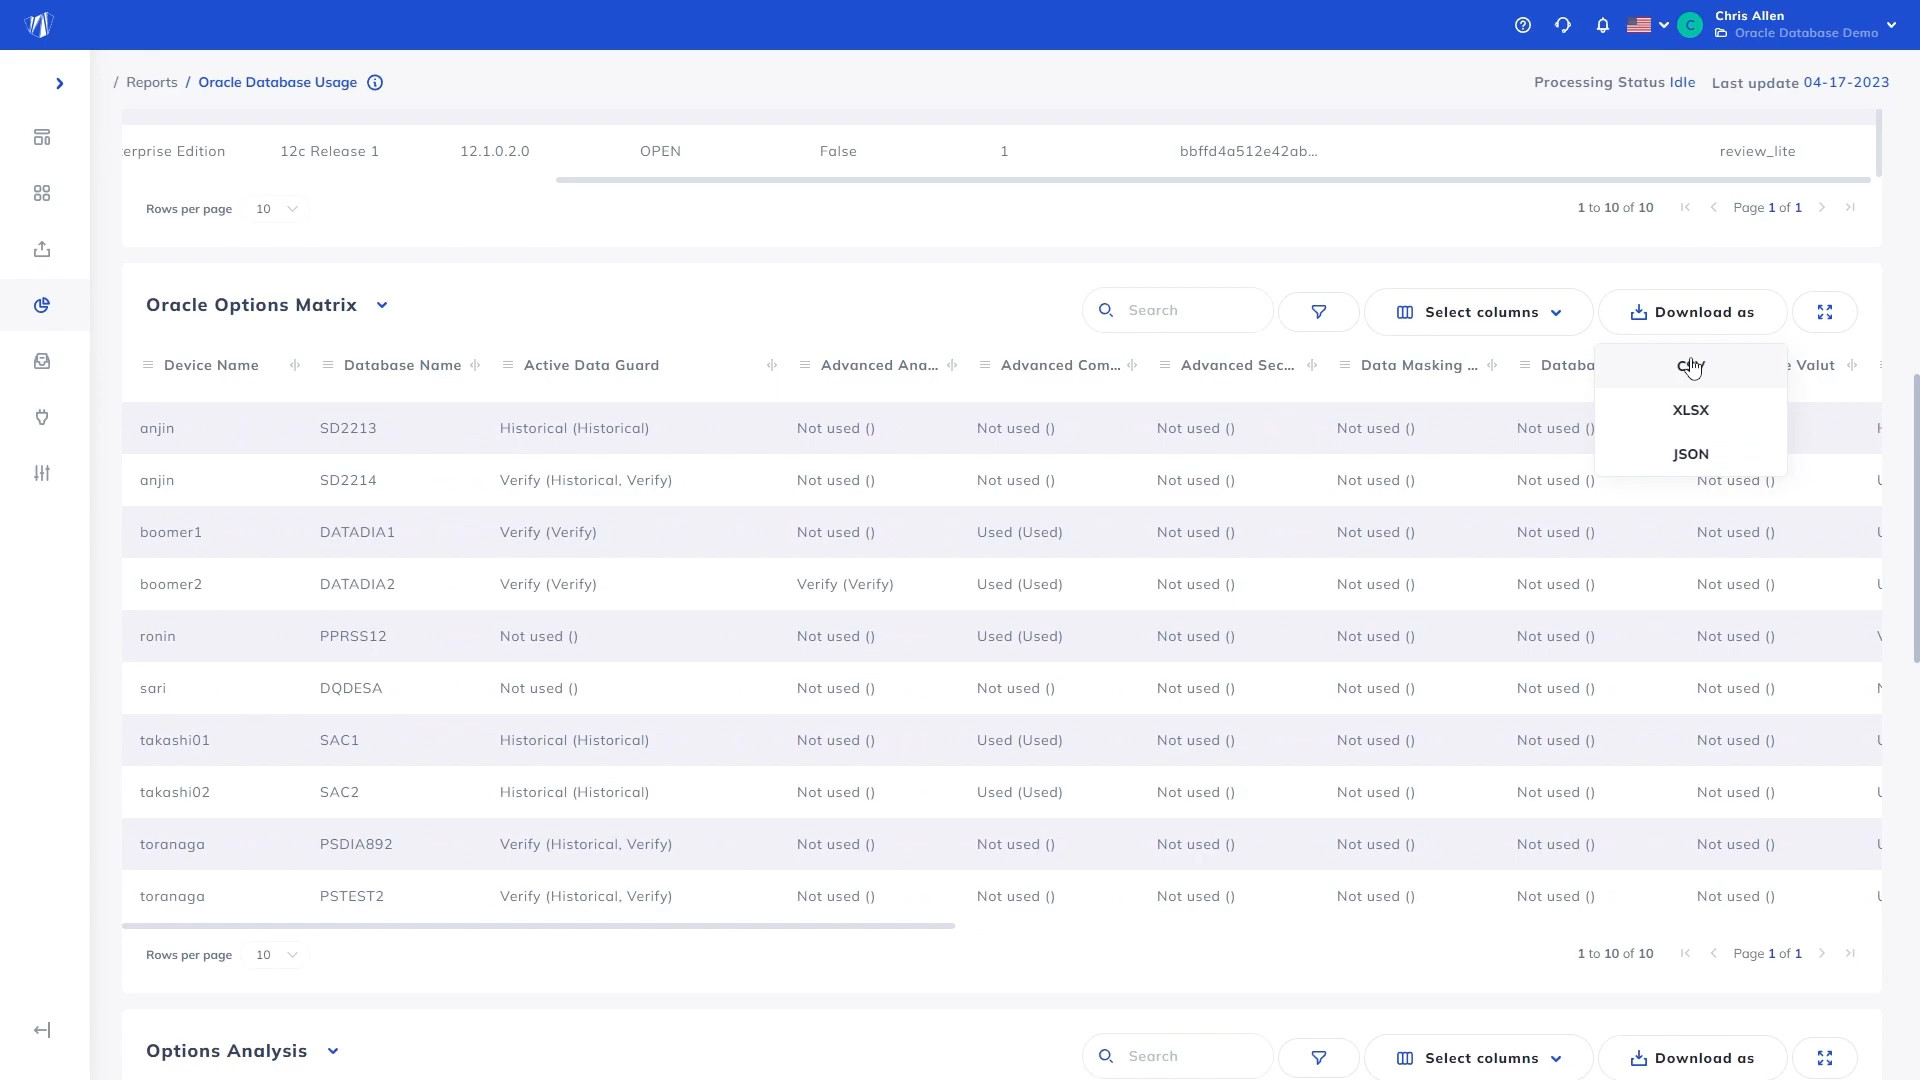 Chris Allen
C
Oracle Database Demo
/ Reports / Oracle Database Usage
Processing Status Idle Last update 04-17-2023
erprise Edition 12c Release 1 12.1.0.2.0 OPEN False 1 bbffd4a512e42ab... review_lite
Rows per page 10 1 to 10 of 10 Page 1 of 1
Oracle Options Matrix Search Select columns Download as
Device Name Database Name Active Data Guard Advanced Ana... Advanced Com... Advanced Sec... Data Masking ... Databa Valut
XLSX
JSON
anjin SD2213 Historical (Historical) Not used () Not used () Not used () Not used () Not used ()
anjin SD2214 Verify (Historical, Verify) Not used () Not used () Not used () Not used () Not used () Not used ()
boomer1 DATADIA1 Verify (Verify) Not used () Used (Used) Not used () Not used () Not used () Not used ()
boomer2 DATADIA2 Verify (Verify) Verify (Verify) Used (Used) Not used () Not used () Not used () Not used ()
ronin PPRSS12 Not used () Not used () Used (Used) Not used () Not used () Not used () Not used ()
sari DQDESA Not used () Not used () Not used () Not used () Not used () Not used () Not used ()
takashi01 SAC1 Historical (Historical) Not used () Used (Used) Not used () Not used () Not used () Not used ()
takashi02 SAC2 Historical (Historical) Not used () Used (Used) Not used () Not used () Not used () Not used ()
toranaga PSDIA892 Verify (Historical, Verify) Not used () Not used () Not used () Not used () Not used () Not used ()
toranaga PSTEST2 Verify (Historical, Verify) Not used () Not used () Not used () Not used () Not used () Not used ()
Rows per page 10 1 to 10 of 10 Page 1 of 1
Options Analysis Search Select columns Download as